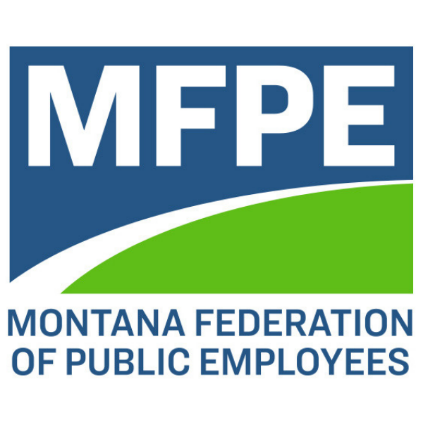 MFPE
MONTANA FEDERATION
OF PUBLIC EMPLOYEES